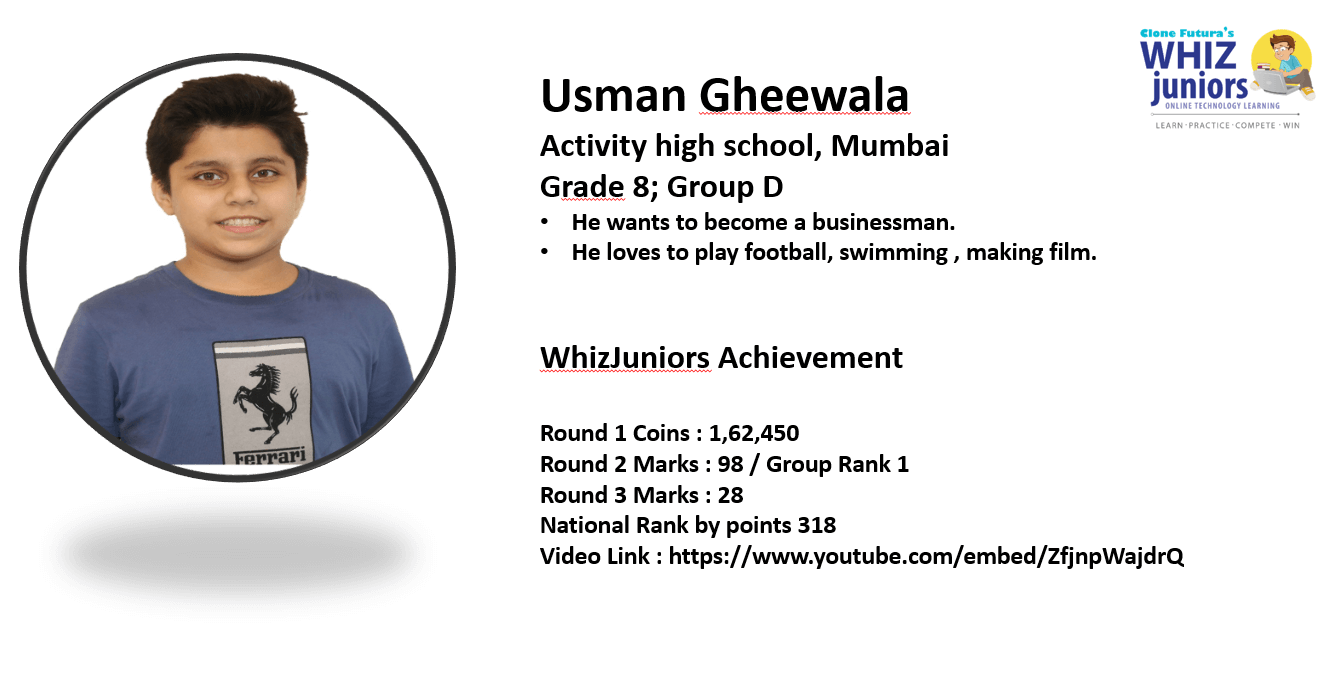 Clone Futura's
WHIZ
juniors
ONLINE TECHNOLOGY LEARNING
LEARN · PRACTICE · COMPETE · WIN
Usman Gheewala
Activity high school, Mumbai
Grade 8; Group D
• He wants to become a businessman.
• He loves to play football, swimming , making film.
Ferrari
WhizJuniors Achievement
Round 1 Coins : 1,62,450
Round 2 Marks : 98 / Group Rank 1
Round 3 Marks : 28
National Rank by points 318
Video Link : https://www.youtube.com/embed/ZfjnpWajdrQ